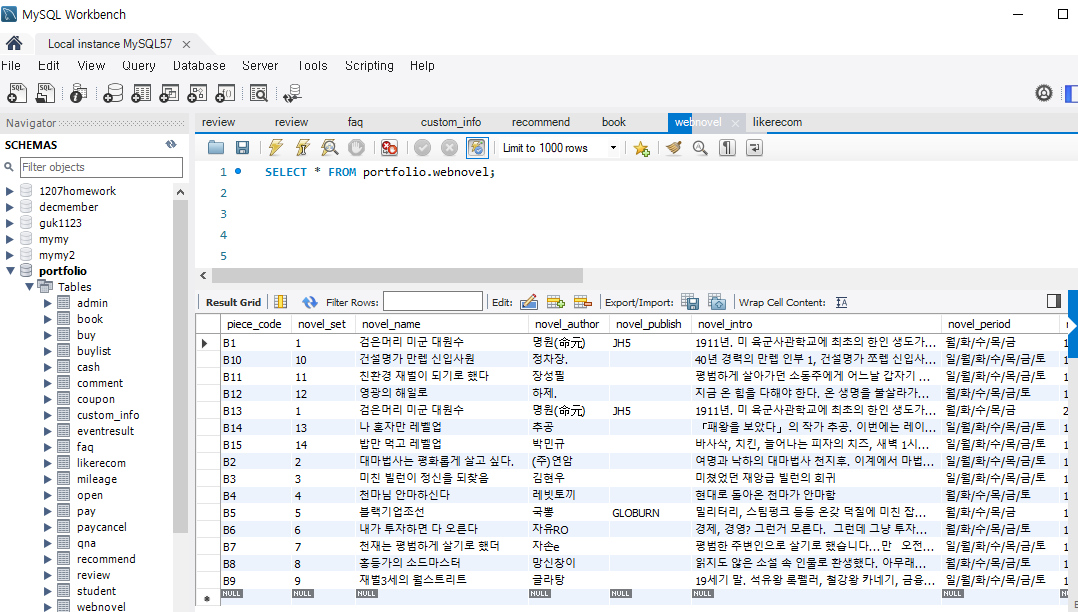 MySQL Workbench
Local instance MySQL57
File Edit View Query Database Server Tools Scripting Help
Navigator
SCHEMAS
Filter objects
1207homework
decmember
guk1123
mymy
mymy2
portfolio
Tables
admin
book
buy
buylist
cash
comment
coupon
custom_info
eventresult
faq
likerecom
mileage
open
pay
paycancel
qna
recommend
review
student
webnovel
review review faq custom_info recommend book webnovel likerecom
Limit to 1000 rows
1 SELECT * FROM portfolio.webnovel;
2
3
4
5
Result Grid Filter Rows: Edit: Export/Import: Wrap Cell Content:
piece_code novel_set novel_name novel_author novel_publish novel_intro novel_period
B1 1 검은머리 미군 대원수 명원(命元) JH5 1911년. 미 육군사관학교에 최초의 한인 생도가... 월/화/수/목/금
B10 10 건설명가 만렙 신입사원 정차장. 40년 경력의 만렙 인부 1, 건설명가 쪼렙 신입사... 일/월/화/수/목/금/토
B11 11 친환경 재벌이 되기로 했다 장성필 평범하게 살아가던 소동주에게 어느날 갑자기 ... 일/월/화/수/목/금/토
B12 12 영광의 해일로 하제. 지금 온 힘을 다해야 한다. 온 생명을 불살라가... 일/월/화/수/목/금/토
B13 1 검은머리 미군 대원수 명원(命元) JH5 1911년. 미 육군사관학교에 최초의 한인 생도가... 월/화/수/목/금 2
B14 13 나 혼자만 레벨업 추공 「패왕을 보았다」의 작가 추공. 이번에는 레이... 일/월/화/수/목/금/토
B15 14 밥만 먹고 레벨업 박민규 바사삭, 치킨, 늘어나는 피자의 치즈, 새벽 1시... 일/월/화/수/목/금/토
B2 2 대마법사는 평화롭게 살고 싶다. (주)연암 여명과 낙하의 대마법사 천지후. 이계에서 마법... 일/월/화/수/목/금/토
B3 3 미친 빌런이 정신을 되찾음 김현우 미쳤었던 재앙급 빌런의 회귀 일/월/화/수/목/금/토
B4 4 천마님 안마하신다 레빗토끼 현대로 돌아온 천마가 안마함 월/화/수/목/금/토
B5 5 블랙기업조선 국뽕 GLOBURN 밀리터리, 스팀펑크 등등 온갖 덕질에 미친 잡... 월/화/수/목/금
B6 6 내가 투자하면 다 오른다 자유RO 경제, 경영? 그런거 모른다. 그런데 그냥 투자... 일/월/화/수/목/금/토
B7 7 천재는 평범하게 살기로 했더 자손e 평범한 주변인으로 살기로 했습니다...만 오전... 일/월/화/수/목/금/토
B8 8 홍등가의 소드마스터 망신창이 읽지도 않은 소설 속 인물로 환생했다. 아무래... 일/월/화/수/목/금/토
B9 9 재벌3세의 월스트리트 글라탕 19세기 말. 석유왕 록펠러, 철강왕 카네기, 금융... 일/월/화/수/목/금/토
NULL NULL NULL NULL NULL NULL NULL